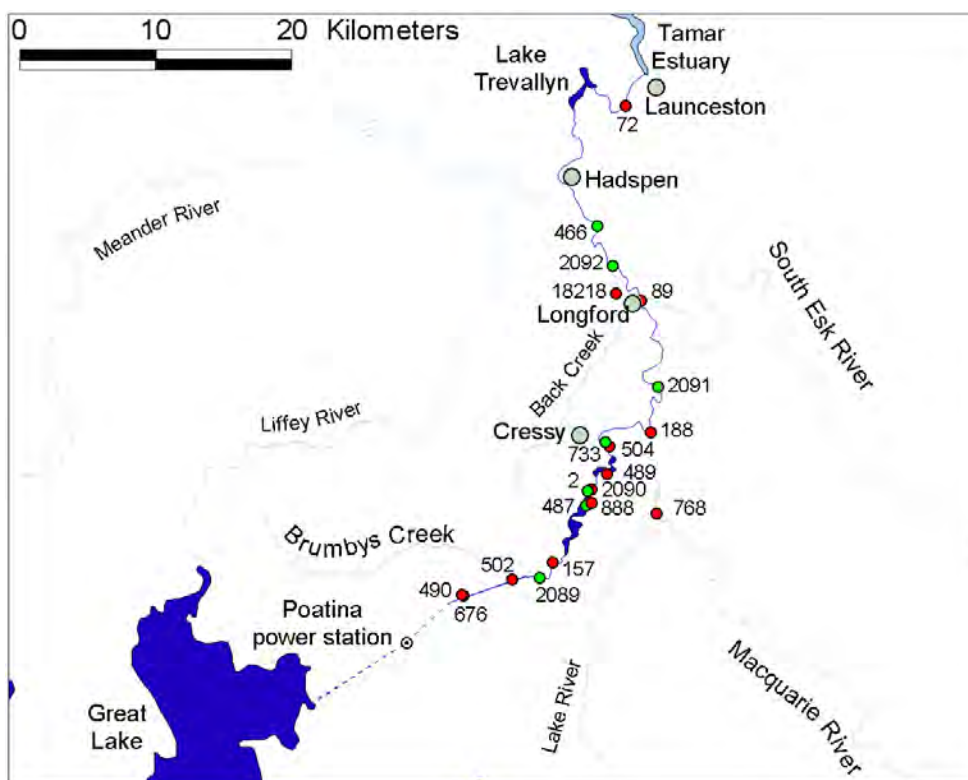 0 10 20 Kilometers
Tamar
Estuary
Lake
Trevallyn
Launceston
72
Hadspen
Meander River
466
2092
South Esk River
18218
89
Longford
Back Creek
2091
Liffey River
Cressy
188
733
504
489
2
2090
487
888
768
Brumbys Creek
502
157
490
2089
676
Poatina
power station
Macquarie River
Lake River
Great
Lake